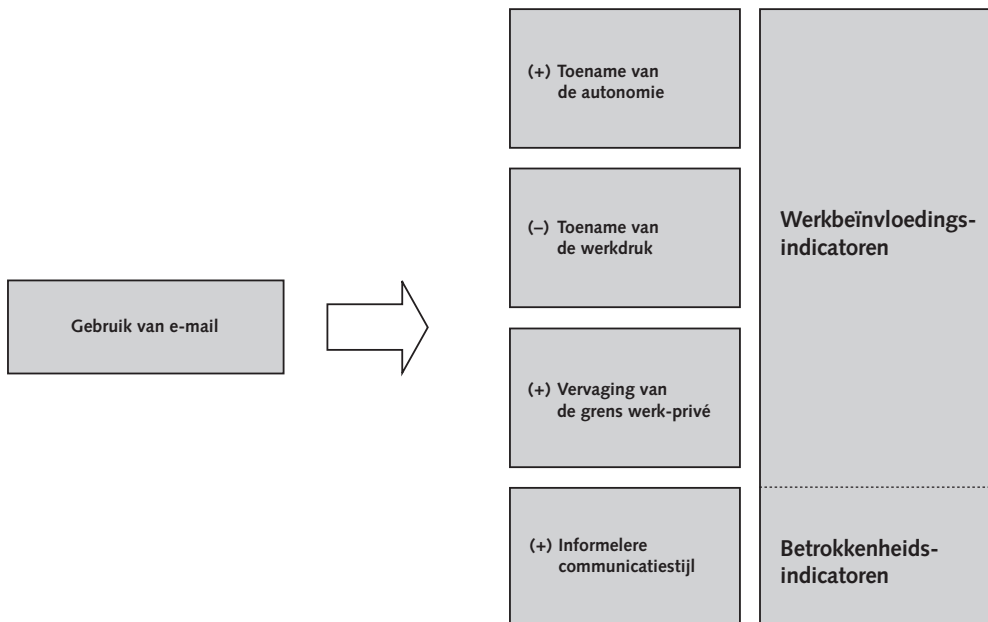 (+) Toename van
de autonomie
(–) Toename van
de werkdruk
Werkbeïnvloedings-
indicatoren
Gebruik van e-mail
(+) Vervaging van
de grens werk-privé
(+) Informelere
communicatiestijl
Betrokkenheids-
indicatoren